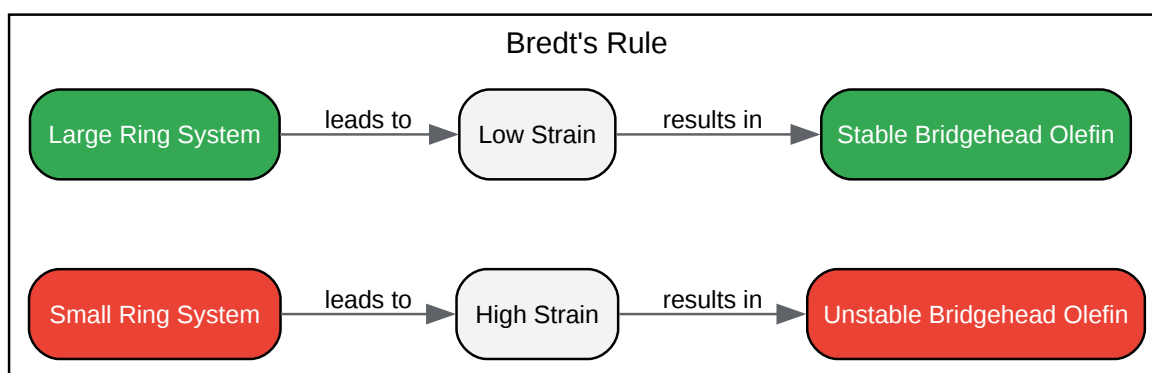 Bredt's Rule
Large Ring System
leads to
Low Strain
results in
Stable Bridgehead Olefin
Small Ring System
leads to
High Strain
results in
Unstable Bridgehead Olefin